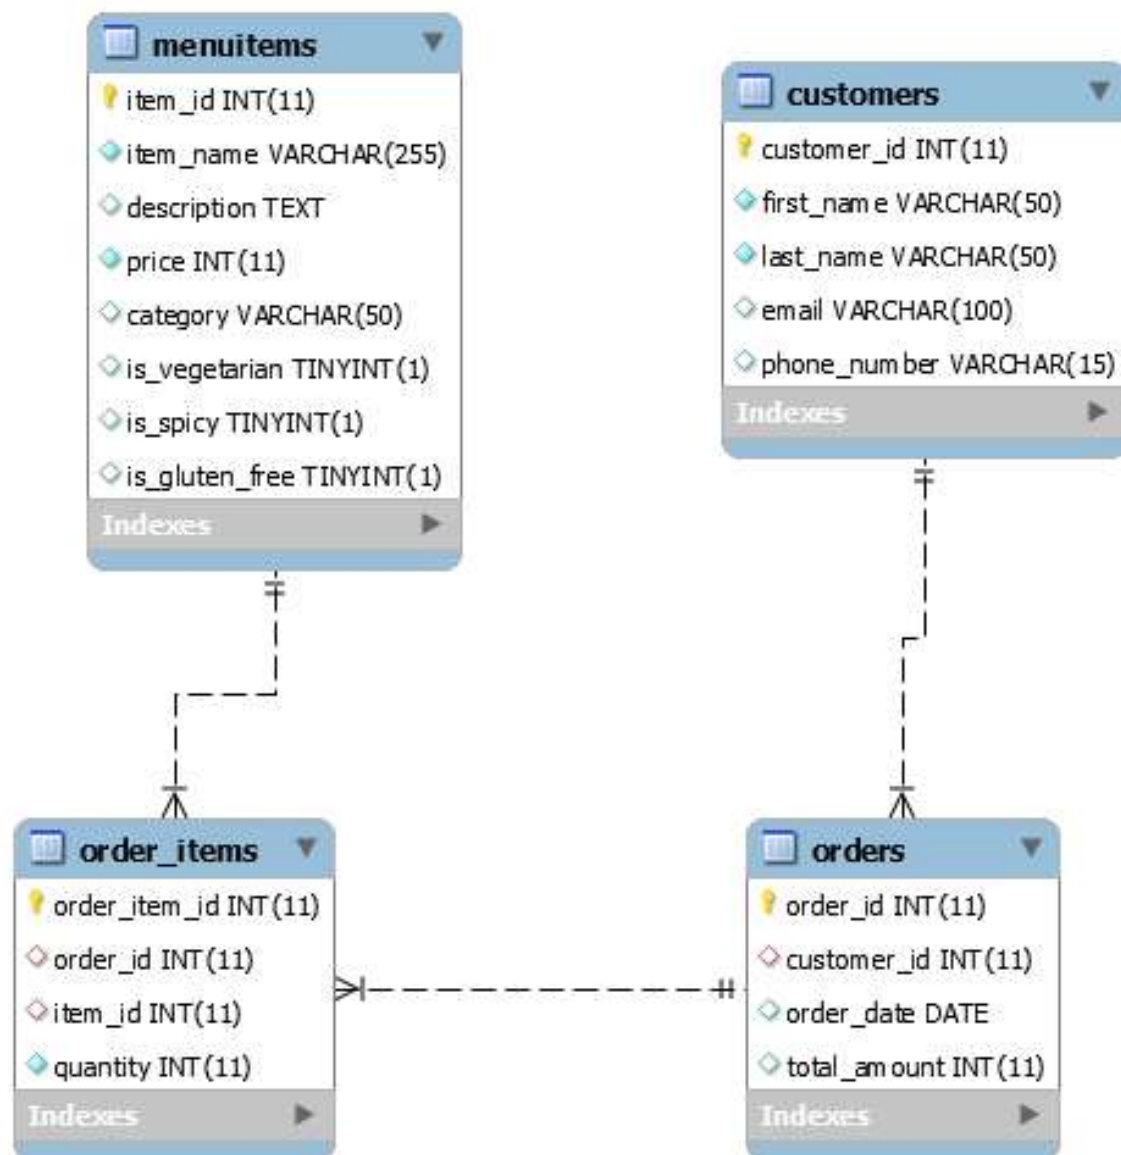 menuitems
item_id INT(11)
item_name VARCHAR(255)
description TEXT
price INT(11)
category VARCHAR(50)
is_vegetarian TINYINT(1)
is_spicy TINYINT(1)
is_gluten_free TINYINT(1)
Indexes
customers
customer_id INT(11)
first_name VARCHAR(50)
last_name VARCHAR(50)
email VARCHAR(100)
phone_number VARCHAR(15)
Indexes
order_items
order_item_id INT(11)
order_id INT(11)
item_id INT(11)
quantity INT(11)
Indexes
orders
order_id INT(11)
customer_id INT(11)
order_date DATE
total_amount INT(11)
Indexes